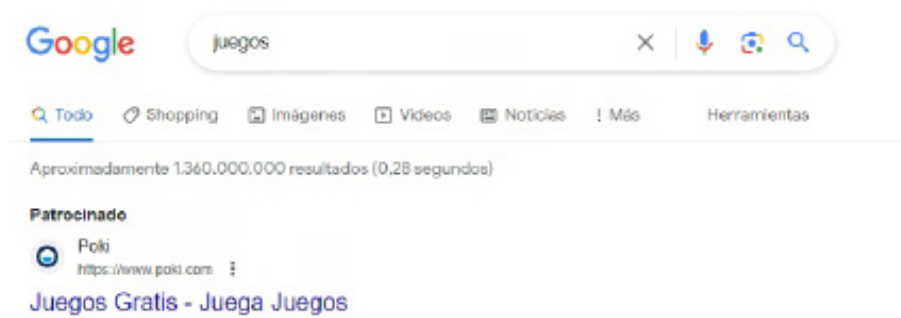 Google juegos
Todo Shopping Imágenes Videos Noticias Más Herramientas
Aproximadamente 1.360.000.000 resultados (0,28 segundos)
Patrocinado
Poki
https://www.poki.com
Juegos Gratis - Juega Juegos